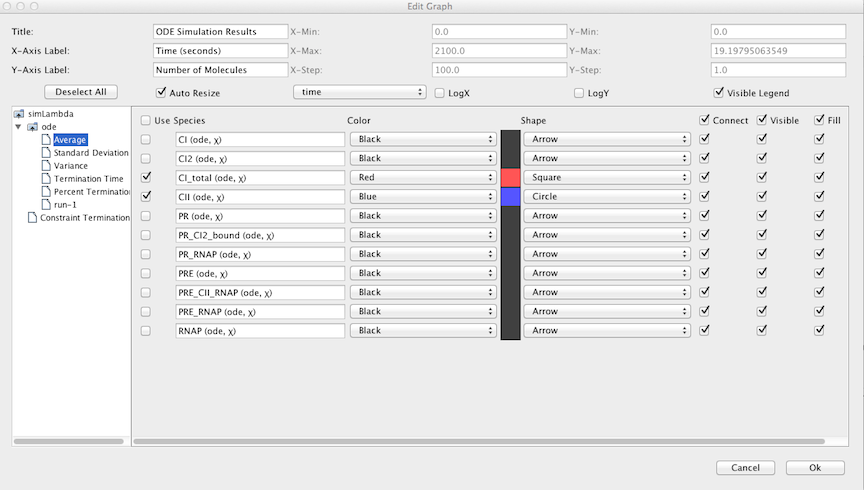 Edit Graph
Title: ODE Simulation Results X-Min: 0.0 Y-Min: 0.0
X-Axis Label: Time (seconds) X-Max: 2100.0 Y-Max: 19.19795063549
Y-Axis Label: Number of Molecules X-Step: 100.0 Y-Step: 1.0
Deselect All Auto Resize time LogX LogY Visible Legend
simLambda
ode
Average
Standard Deviation
Variance
Termination Time
Percent Terminatio
run-1
Constraint Termination
Use Species Color Shape Connect Visible Fill
CI (ode, χ) Black Arrow
CI2 (ode, χ) Black Arrow
CI_total (ode, χ) Red Square
CII (ode, χ) Blue Circle
PR (ode, χ) Black Arrow
PR_CI2_bound (ode, χ) Black Arrow
PR_RNAP (ode, χ) Black Arrow
PRE (ode, χ) Black Arrow
PRE_CII_RNAP (ode, χ) Black Arrow
PRE_RNAP (ode, χ) Black Arrow
RNAP (ode, χ) Black Arrow
Cancel Ok